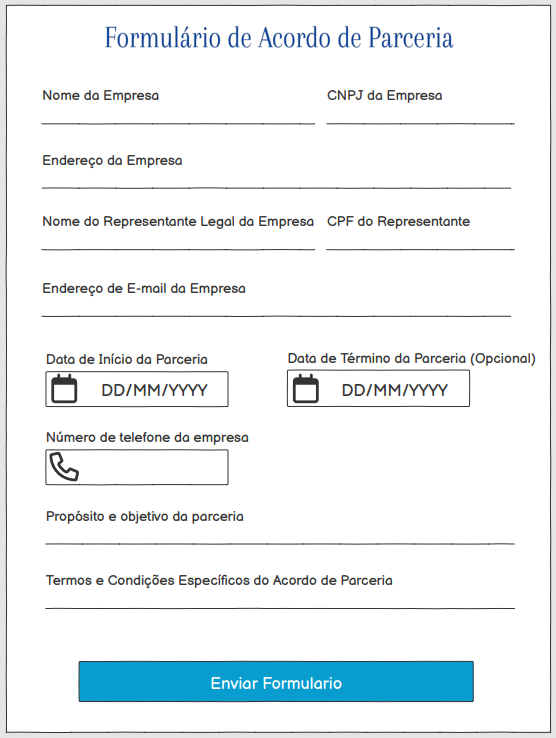 Formulário de Acordo de Parceria
Nome da Empresa CNPJ da Empresa
Endereço da Empresa
Nome do Representante Legal da Empresa CPF do Representante
Endereço de E-mail da Empresa
Data de Início da Parceria Data de Término da Parceria (Opcional)
DD/MM/YYYY DD/MM/YYYY
Número de telefone da empresa
Propósito e objetivo da parceria
Termos e Condições Específicos do Acordo de Parceria
Enviar Formulario